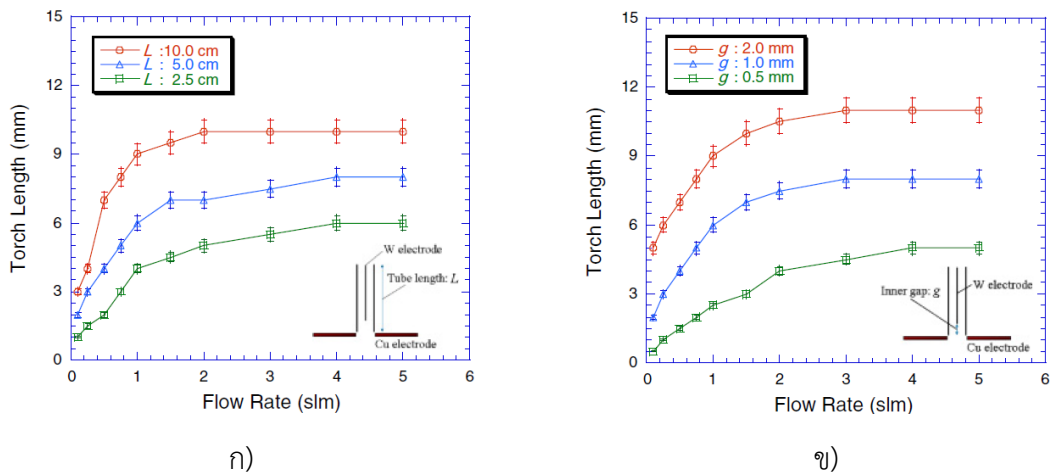 15
12
9
6
3
0
Torch Length (mm)
L : 10.0 cm
L : 5.0 cm
L : 2.5 cm
W electrode
Tube length: L
Cu electrode
0 1 2 3 4 5 6
Flow Rate (slm)
ก)
15
12
9
6
3
0
Torch Length (mm)
g : 2.0 mm
g : 1.0 mm
g : 0.5 mm
Inner gap: g
W electrode
Cu electrode
0 1 2 3 4 5 6
Flow Rate (slm)
ข)